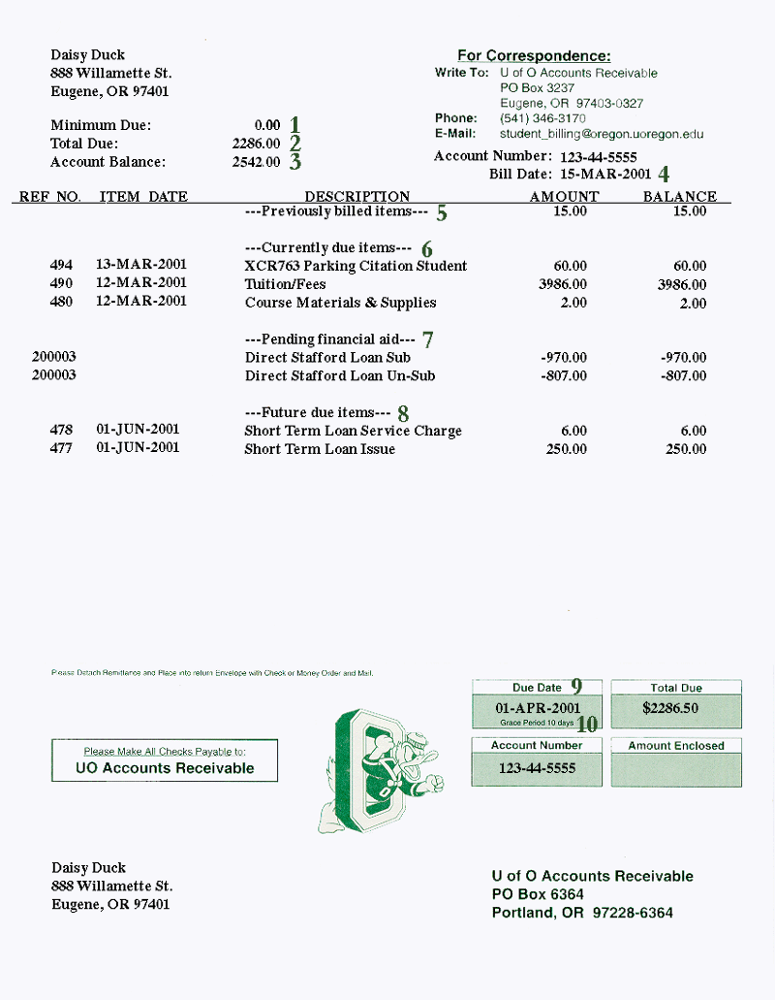 Daisy Duck
888 Willamette St.
Eugene, OR 97401
For Correspondence:
Write To: U of O Accounts Receivable
PO Box 3237
Eugene, OR 97403-0327
Phone: (541) 346-3170
E-Mail: student_billing@oregon.uoregon.edu
Minimum Due: 0.00 1
Total Due: 2286.00 2
Account Balance: 2542.00 3
Account Number: 123-44-5555
Bill Date: 15-MAR-2001 4
REF NO. ITEM DATE DESCRIPTION AMOUNT BALANCE
---Previously billed items--- 5 15.00 15.00
---Currently due items--- 6
494 13-MAR-2001 XCR763 Parking Citation Student 60.00 60.00
490 12-MAR-2001 Tuition/Fees 3986.00 3986.00
480 12-MAR-2001 Course Materials & Supplies 2.00 2.00
---Pending financial aid--- 7
200003 Direct Stafford Loan Sub -970.00 -970.00
200003 Direct Stafford Loan Un-Sub -807.00 -807.00
---Future due items--- 8
478 01-JUN-2001 Short Term Loan Service Charge 6.00 6.00
477 01-JUN-2001 Short Term Loan Issue 250.00 250.00
Please Detach Remittance and Place into return Envelope with Check or Money Order and Mail.
Due Date 9 Total Due
01-APR-2001 $2286.50
Grace Period 10 days 10
Account Number Amount Enclosed
123-44-5555
Please Make All Checks Payable to:
UO Accounts Receivable
O
Daisy Duck
888 Willamette St.
Eugene, OR 97401
U of O Accounts Receivable
PO Box 6364
Portland, OR 97228-6364